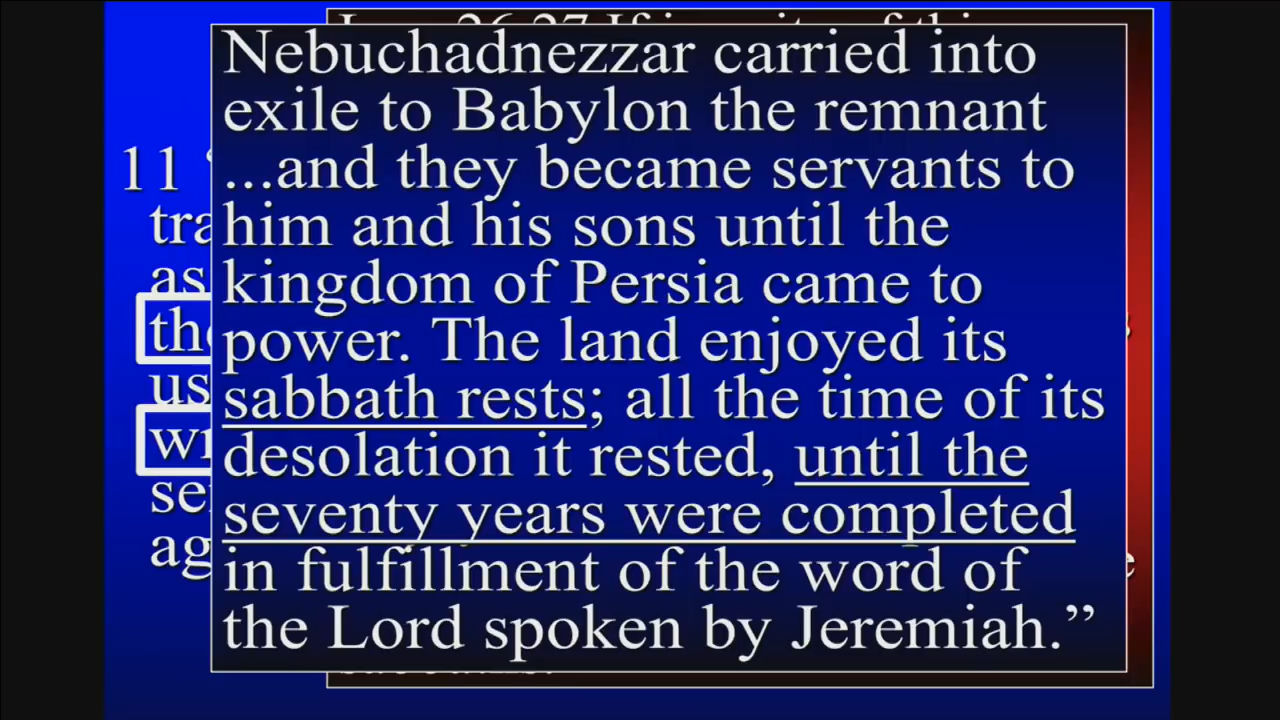 Nebuchadnezzar carried into
exile to Babylon the remnant
...and they became servants to
him and his sons until the
kingdom of Persia came to
power. The land enjoyed its
sabbath rests; all the time of its
desolation it rested, until the
seventy years were completed
in fulfillment of the word of
the Lord spoken by Jeremiah.”
11